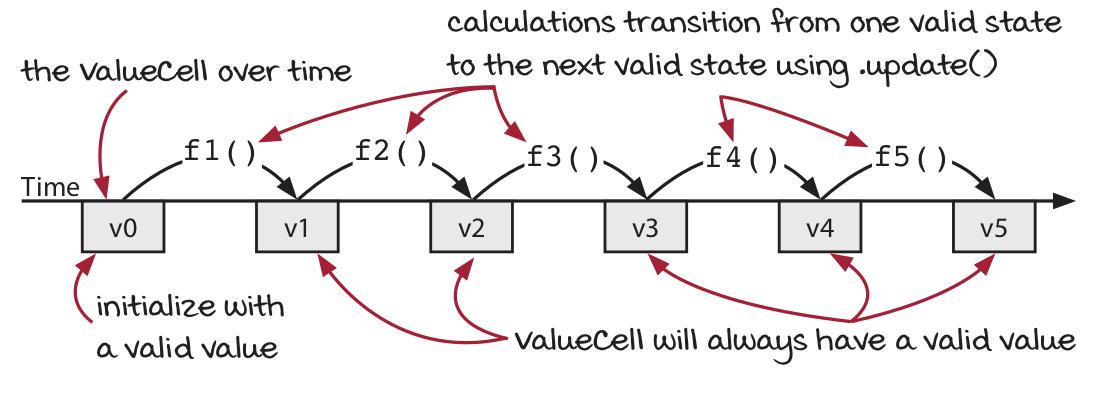 calculations transition from one valid state
to the next valid state using .update()
the ValueCell over time
f1()
f2()
f3()
f4()
f5()
Time
v0
v1
v2
v3
v4
v5
initialize with
a valid value
ValueCell will always have a valid value